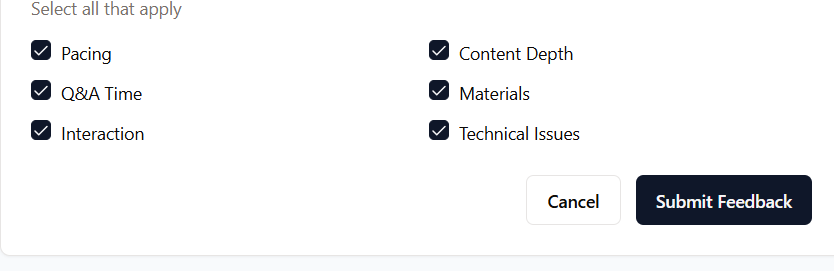 Select all that apply
Pacing Content Depth
Q&A Time Materials
Interaction Technical Issues
Cancel Submit Feedback